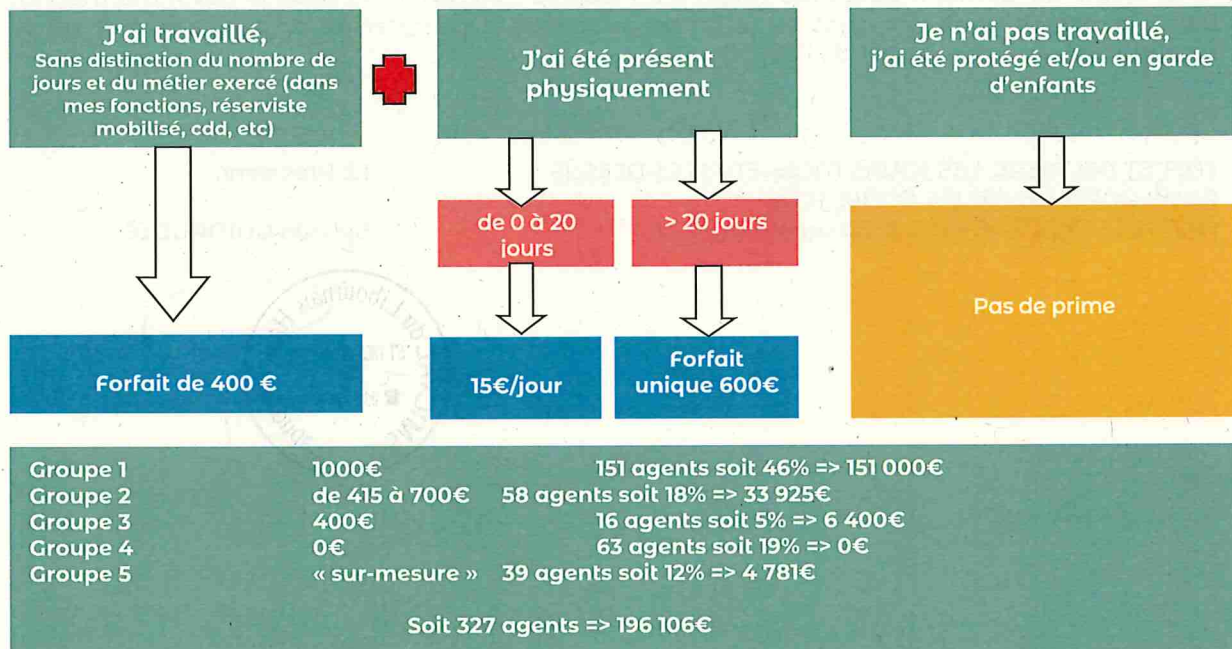 J'ai travaillé,
Sans distinction du nombre de
jours et du métier exercé (dans
mes fonctions, réserviste
mobilisé, cdd, etc)
J'ai été présent
physiquement
Je n'ai pas travaillé,
j'ai été protégé et/ou en garde
d'enfants
de 0 à 20
jours
> 20 jours
Pas de prime
Forfait de 400 €
15€/jour
Forfait
unique 600€
Groupe 1 1000€ 151 agents soit 46% => 151 000€
Groupe 2 de 415 à 700€ 58 agents soit 18% => 33 925€
Groupe 3 400€ 16 agents soit 5% => 6 400€
Groupe 4 0€ 63 agents soit 19% => 0€
Groupe 5 « sur-mesure » 39 agents soit 12% => 4 781€
Soit 327 agents => 196 106€